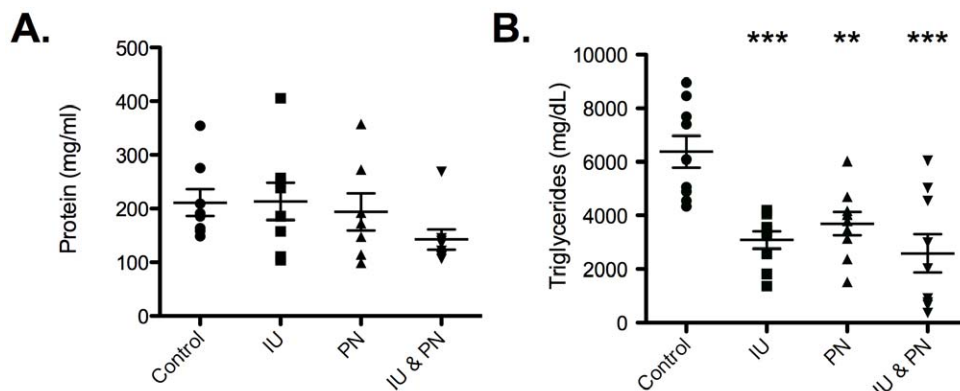 A.
Protein (mg/ml)
500
400
300
200
100
0
Control
IU
PN
IU & PN
B.
*** ** ***
Triglycerides (mg/dL)
10000
8000
6000
4000
2000
0
Control
IU
PN
IU & PN